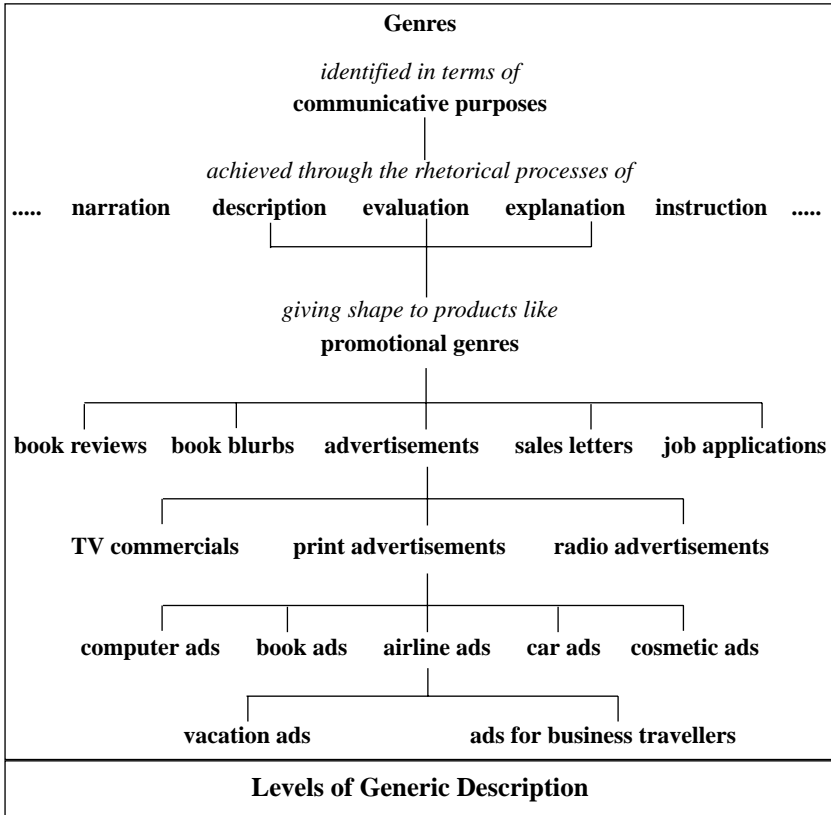 Genres
identified in terms of
communicative purposes
achieved through the rhetorical processes of
..... narration description evaluation explanation instruction .....
giving shape to products like
promotional genres
book reviews book blurbs advertisements sales letters job applications
TV commercials print advertisements radio advertisements
computer ads book ads airline ads car ads cosmetic ads
vacation ads ads for business travellers
Levels of Generic Description